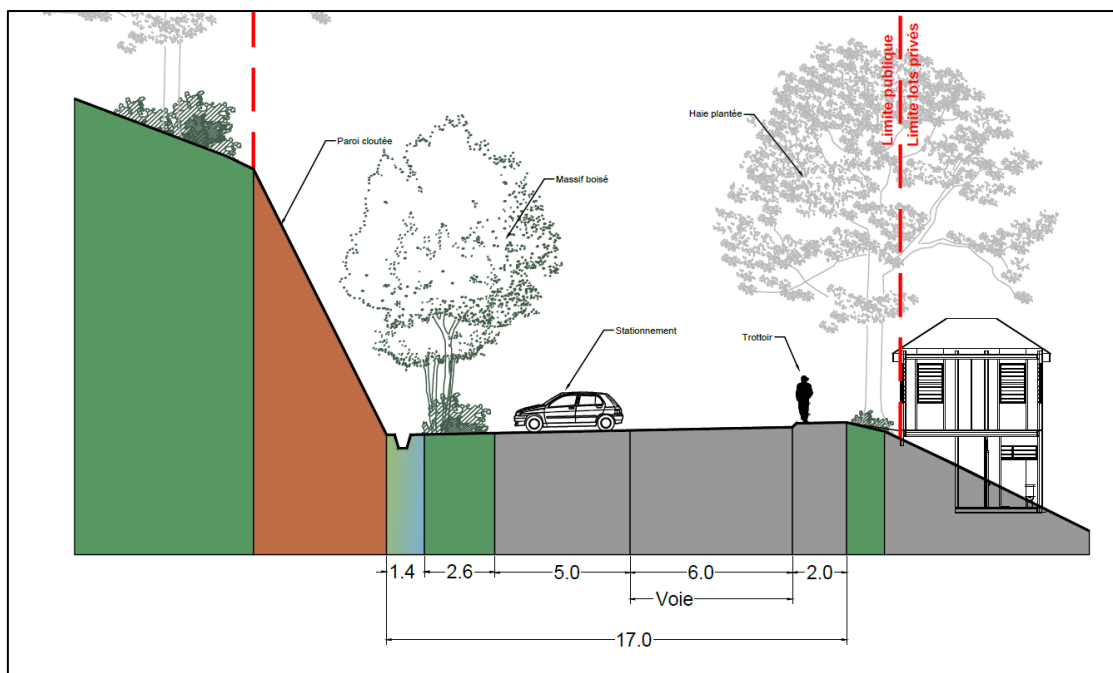 Limite publique
Limite lots privés
Haie plantée
Paroi cloutée
Massif boisé
Stationnement
Trottoir
1.4
2.6
5.0
6.0
2.0
Voie
17.0